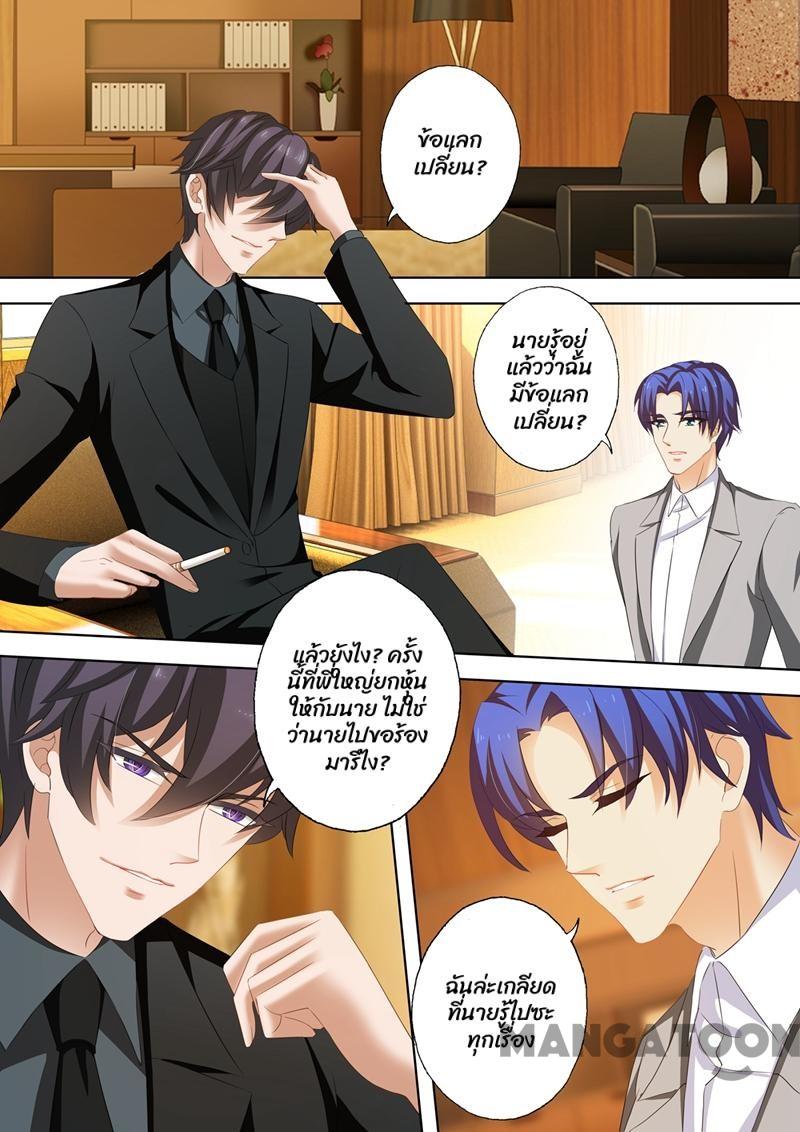 ข้อแลก
เปลี่ยน?
นายรู้อยู่
แล้วว่าฉัน
มีข้อแลก
เปลี่ยน?
แล้วยังไง? ครั้ง
นี้ที่พี่ใหญ่ยกหุ้น
ให้กับนาย ไม่ใช่
ว่านายไปขอร้อง
มารึไง?
ฉันล่ะเกลียด
ที่นายรู้ไปซะ
ทุกเรื่อง
MANGATOON